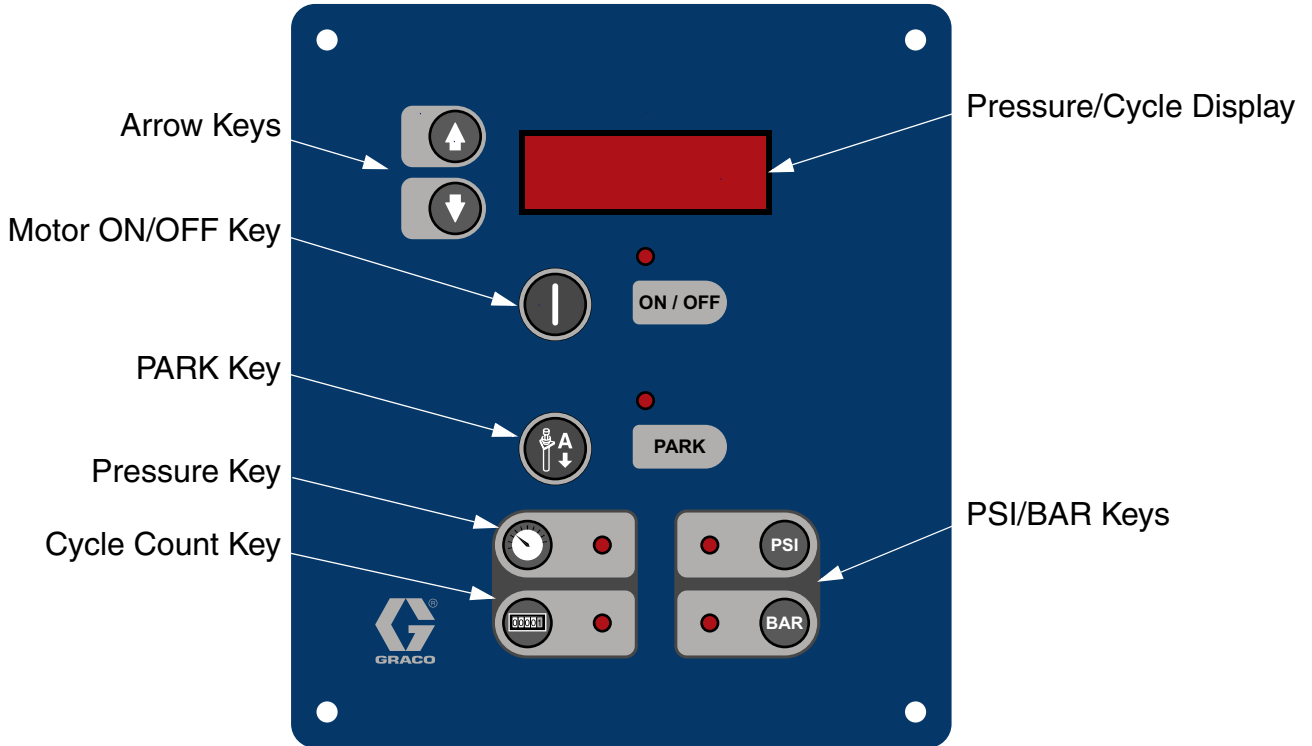 Arrow Keys
Pressure/Cycle Display
Motor ON/OFF Key
ON / OFF
PARK Key
A
PARK
Pressure Key
Cycle Count Key
PSI/BAR Keys
PSI
00001
BAR
®
GRACO